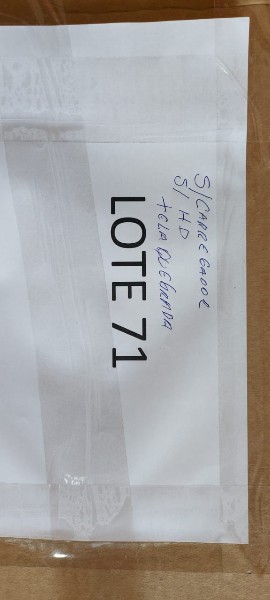 S/CARREGADOR
S/ HD
TELA QUEBRADA
LOTE 71